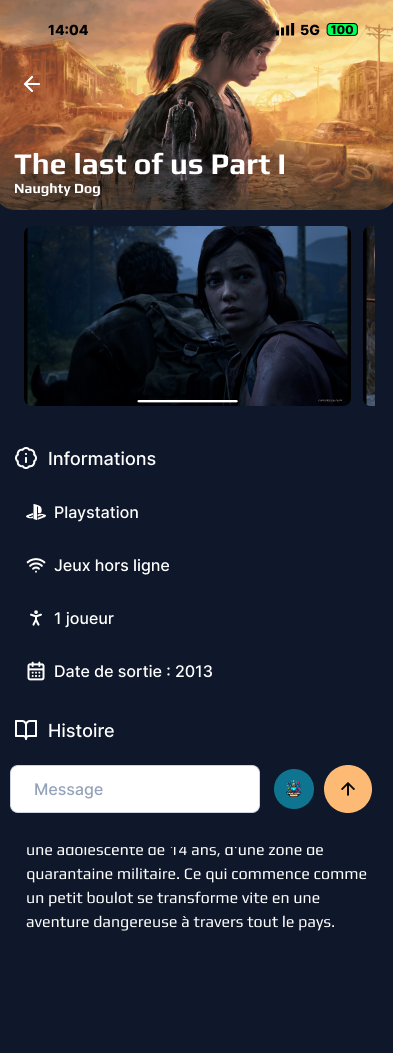 14:04
5G
100
The last of us Part I
Naughty Dog
Informations
Playstation
Jeux hors ligne
1 joueur
Date de sortie : 2013
Histoire
Message
une adolescente de 14 ans, d'une zone de
quarantaine militaire. Ce qui commence comme
un petit boulot se transforme vite en une
aventure dangereuse à travers tout le pays.